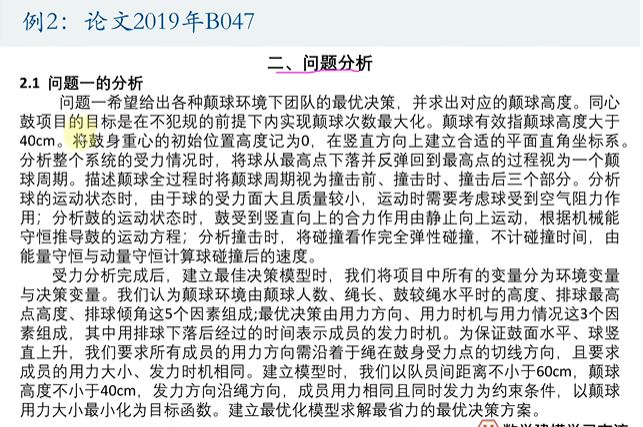 例2：论文2019年B047
二、问题分析
2.1 问题一的分析
问题一希望给出各种颠球环境下团队的最优决策，并求出对应的颠球高度。同心
鼓项目的目标是在不犯规的前提下内实现颠球次数最大化。颠球有效指颠球高度大于
40cm。将鼓身重心的初始位置高度记为0，在竖直方向上建立合适的平面直角坐标系。
分析整个系统的受力情况时，将球从最高点下落并反弹回到最高点的过程视为一个颠
球周期。描述颠球全过程时将颠球周期视为撞击前、撞击时、撞击后三个部分。分析
球的运动状态时，由于球的受力面大且质量较小，运动时需要考虑球受到空气阻力作
用；分析鼓的运动状态时，鼓受到竖直向上的合力作用由静止向上运动，根据机械能
守恒推导鼓的运动方程；分析撞击时，将碰撞看作完全弹性碰撞，不计碰撞时间，由
能量守恒与动量守恒计算球碰撞后的速度。
受力分析完成后，建立最佳决策模型时，我们将项目中所有的变量分为环境变量
与决策变量。我们认为颠球环境由颠球人数、绳长、鼓较绳水平时的高度、排球最高
点高度、排球倾角这5个因素组成;最优决策由用力方向、用力时机与用力情况这3个因
素组成，其中用排球下落后经过的时间表示成员的发力时机。为保证鼓面水平、球竖
直上升，我们要求所有成员的用力方向需沿着于绳在鼓身受力点的切线方向，且要求
成员的用力大小、发力时机相同。建立模型时，我们以队员间距离不小于60cm，颠球
高度不小于40cm，发力方向沿绳方向，成员用力相同且同时发力为约束条件，以颠球
用力大小最小化为目标函数。建立最优化模型求解最省力的最优决策方案。